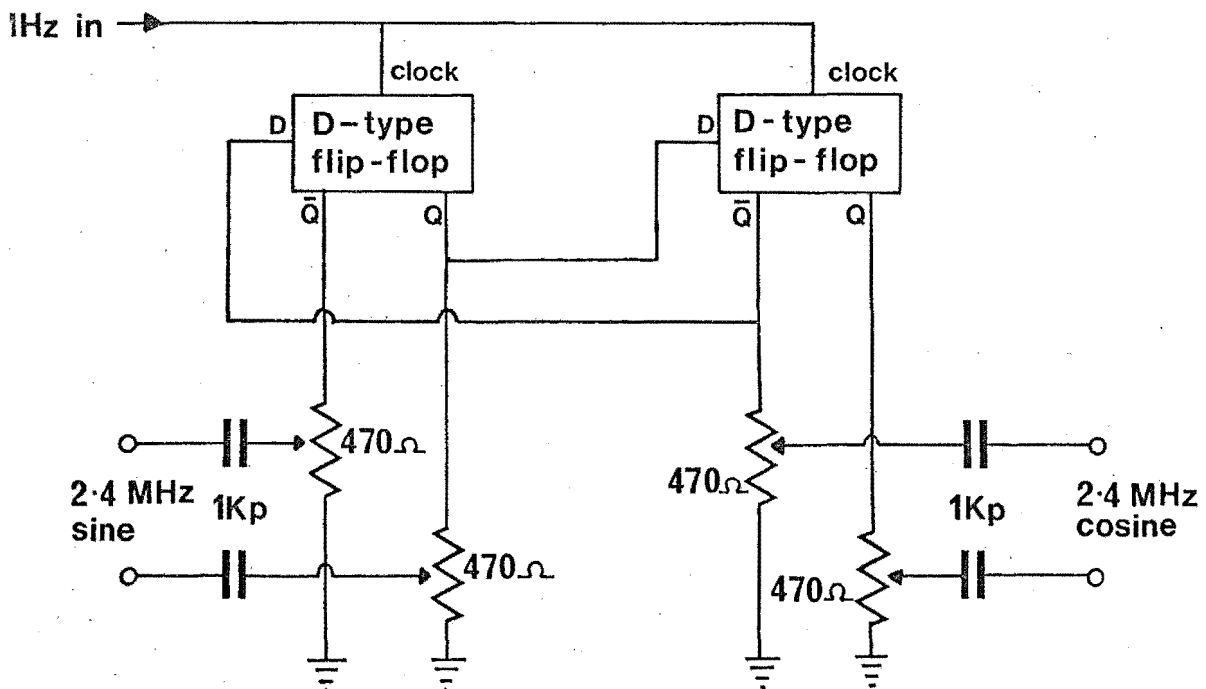 1Hz in
clock
clock
D
D-type
flip-flop
D
D-type
flip-flop
Q̅
Q
Q̅
Q
470Ω
470Ω
2·4 MHz
sine
1Kp
1Kp
2·4 MHz
cosine
470Ω
470Ω